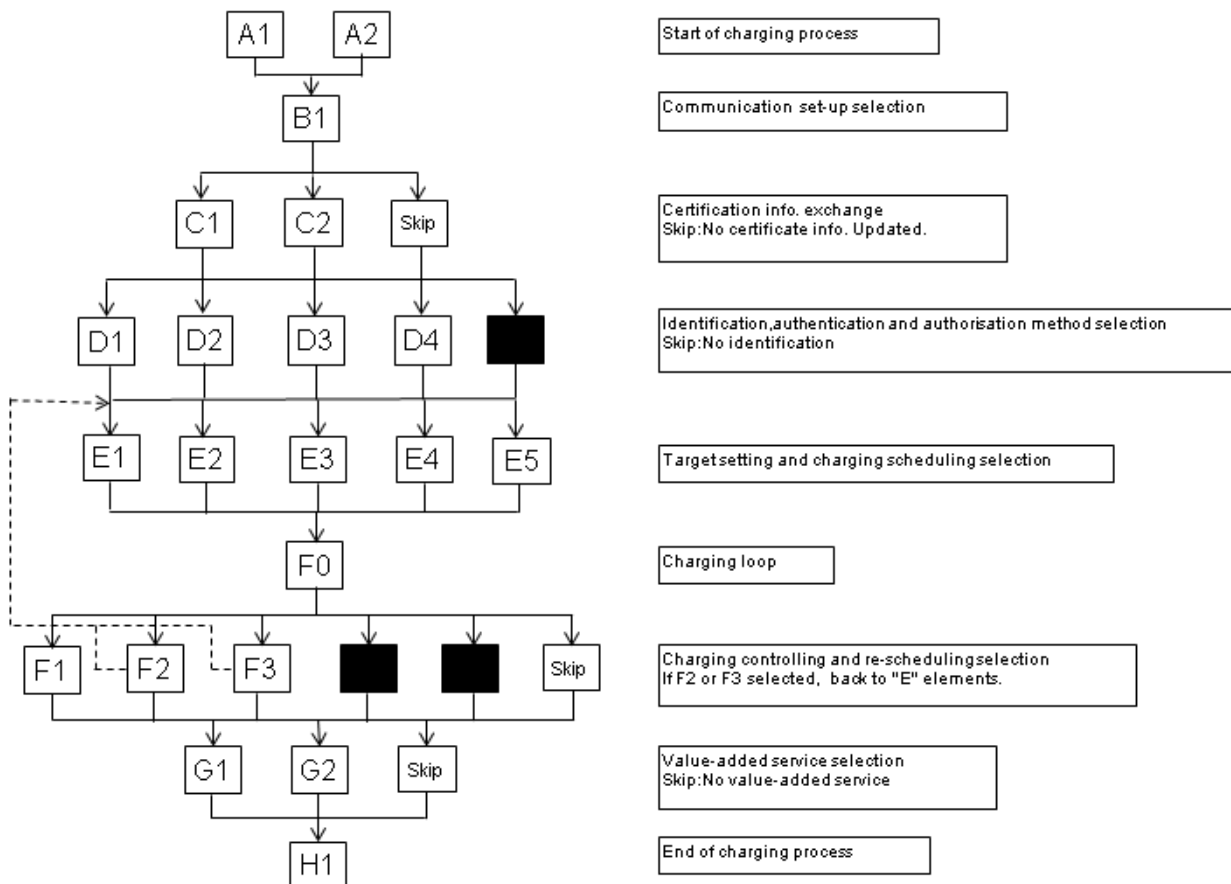 A1 A2
Start of charging process
B1
Communication set-up selection
C1 C2 Skip
Certification info. exchange
Skip:No certificate info. Updated.
D1 D2 D3 D4
Identification,authentication and authorisation method selection
Skip:No identification
E1 E2 E3 E4 E5
Target setting and charging scheduling selection
F0
Charging loop
F1 F2 F3 Skip
Charging controlling and re-scheduling selection
If F2 or F3 selected, back to "E" elements.
G1 G2 Skip
Value-added service selection
Skip:No value-added service
H1
End of charging process